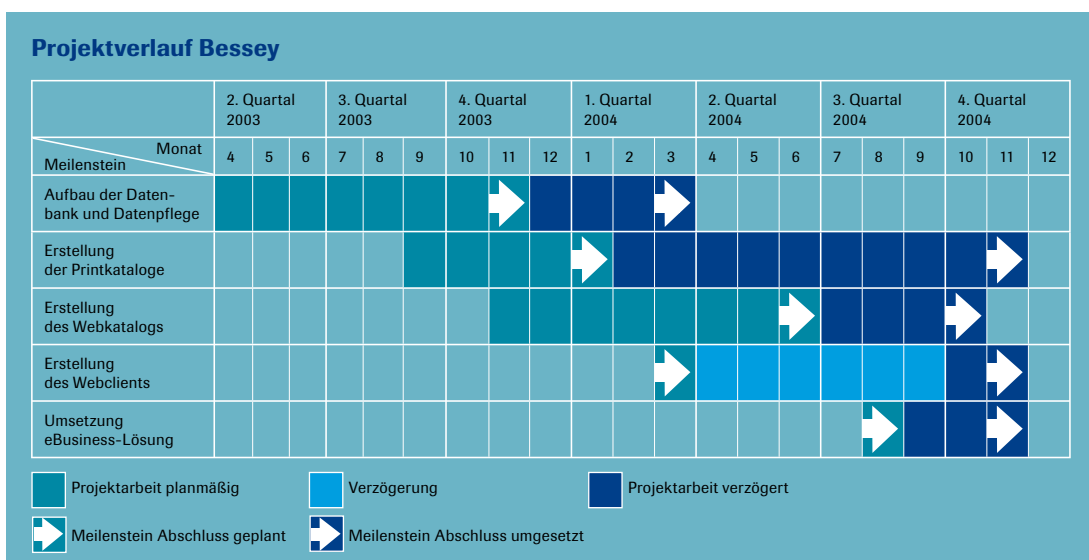 Projektverlauf Bessey
2. Quartal
2003
3. Quartal
2003
4. Quartal
2003
1. Quartal
2004
2. Quartal
2004
3. Quartal
2004
4. Quartal
2004
Monat
Meilenstein
4 5 6 7 8 9 10 11 12 1 2 3 4 5 6 7 8 9 10 11 12
Aufbau der Daten-
bank und Datenpflege
Erstellung
der Printkataloge
Erstellung
des Webkatalogs
Erstellung
des Webclients
Umsetzung
eBusiness-Lösung
Projektarbeit planmäßig
Verzögerung
Projektarbeit verzögert
Meilenstein Abschluss geplant
Meilenstein Abschluss umgesetzt